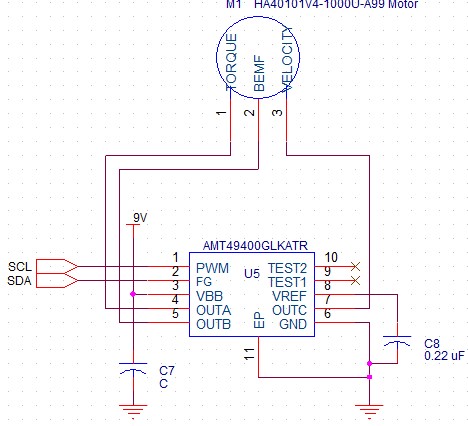 M1 HA40101V4-1000U-A99 Motor
TORQUE
BEMF
VELOCITY
1
2
3
9V
AMT49400GLKATR
U5
SCL
SDA
1 PWM
2 FG
3 VBB
4 OUTA
5 OUTB
TEST2 10
TEST1 9
VREF 8
OUTC 7
GND 6
EP
11
C7
C
C8
0.22 uF